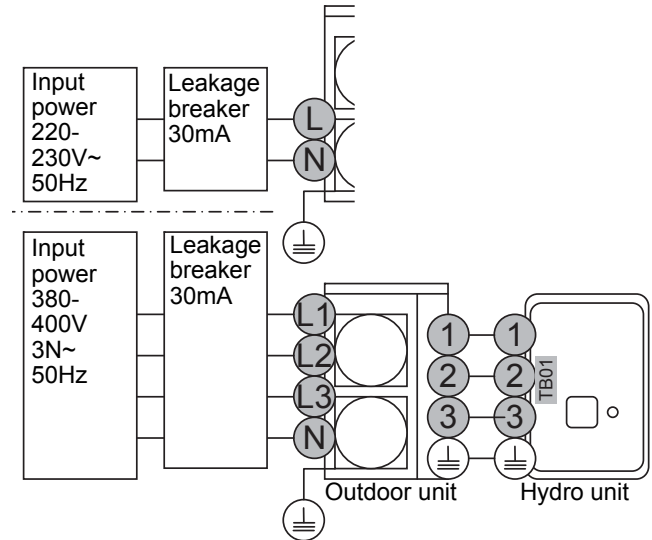 Input
power
220-
230V~
50Hz
Leakage
breaker
30mA
L
N
Input
power
380-
400V
3N~
50Hz
Leakage
breaker
30mA
L1
L2
L3
N
1
2
3
1
2
3
TB01
Outdoor unit
Hydro unit